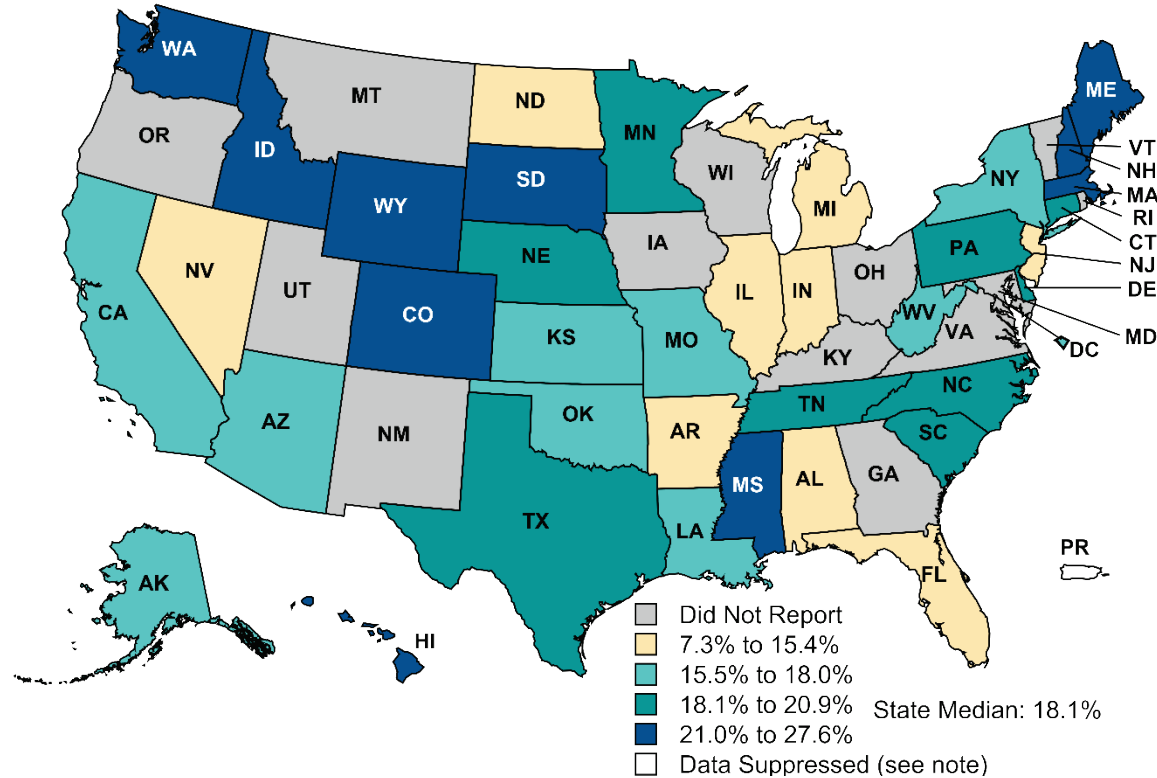 WA
MT
ND
MN
ME
OR
ID
SD
WI
NY
VT
NH
MA
RI
CT
NJ
DE
MD
DC
WY
MI
IA
NE
PA
NV
UT
CO
IL
IN
OH
WV
VA
CA
KS
MO
KY
AZ
NM
OK
TN
NC
AR
SC
MS
AL
GA
TX
LA
FL
PR
AK
HI
Did Not Report
7.3% to 15.4%
15.5% to 18.0%
18.1% to 20.9%
State Median: 18.1%
21.0% to 27.6%
Data Suppressed (see note)